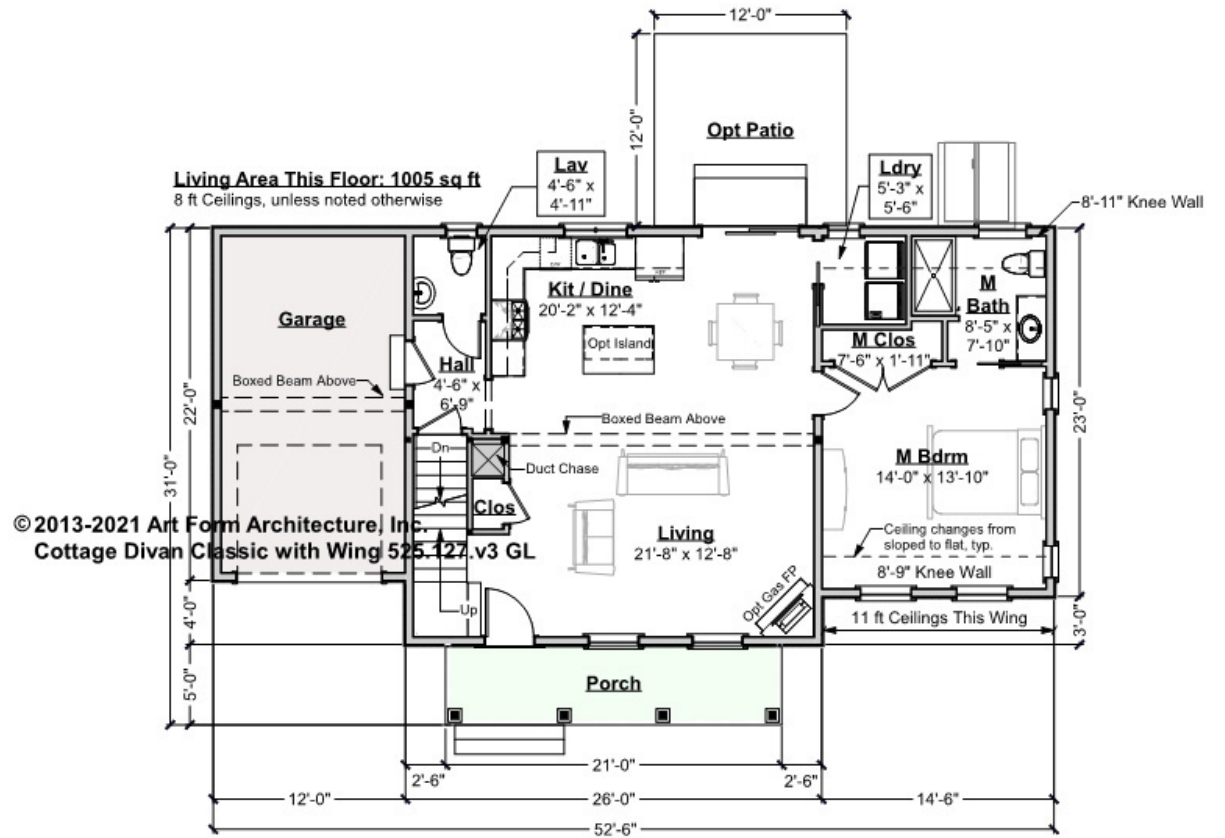 12'-0"
12'-0"
Opt Patio
Living Area This Floor: 1005 sq ft
8 ft Ceilings, unless noted otherwise
Lav
4'-6" x
4'-11"
Ldry
5'-3" x
5'-6"
8'-11" Knee Wall
Garage
Kit / Dine
20'-2" x 12'-4"
Opt Island
M
Bath
8'-5" x
7'-10"
M Clos
7'-6" x 1'-11"
Hall
4'-6" x
6'-9"
Boxed Beam Above
Boxed Beam Above
22'-0"
31'-0"
23'-0"
Dn
Duct Chase
M Bdrm
14'-0" x 13'-10"
Clos
Living
21'-8" x 12'-8"
© 2013-2021 Art Form Architecture, Inc.
Cottage Divan Classic with Wing 525.127.v3 GL
Ceiling changes from
sloped to flat, typ.
8'-9" Knee Wall
Opt Gas FP
Up
11 ft Ceilings This Wing
4'-0"
3'-0"
5'-0"
Porch
2'-6"
21'-0"
2'-6"
12'-0"
26'-0"
14'-6"
52'-6"